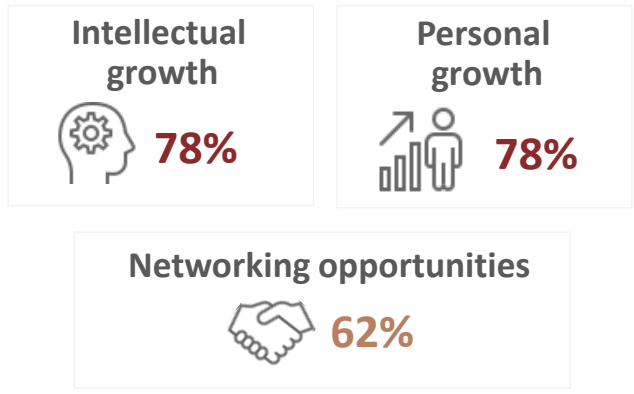 Intellectual
growth
78%
Personal
growth
78%
Networking opportunities
62%